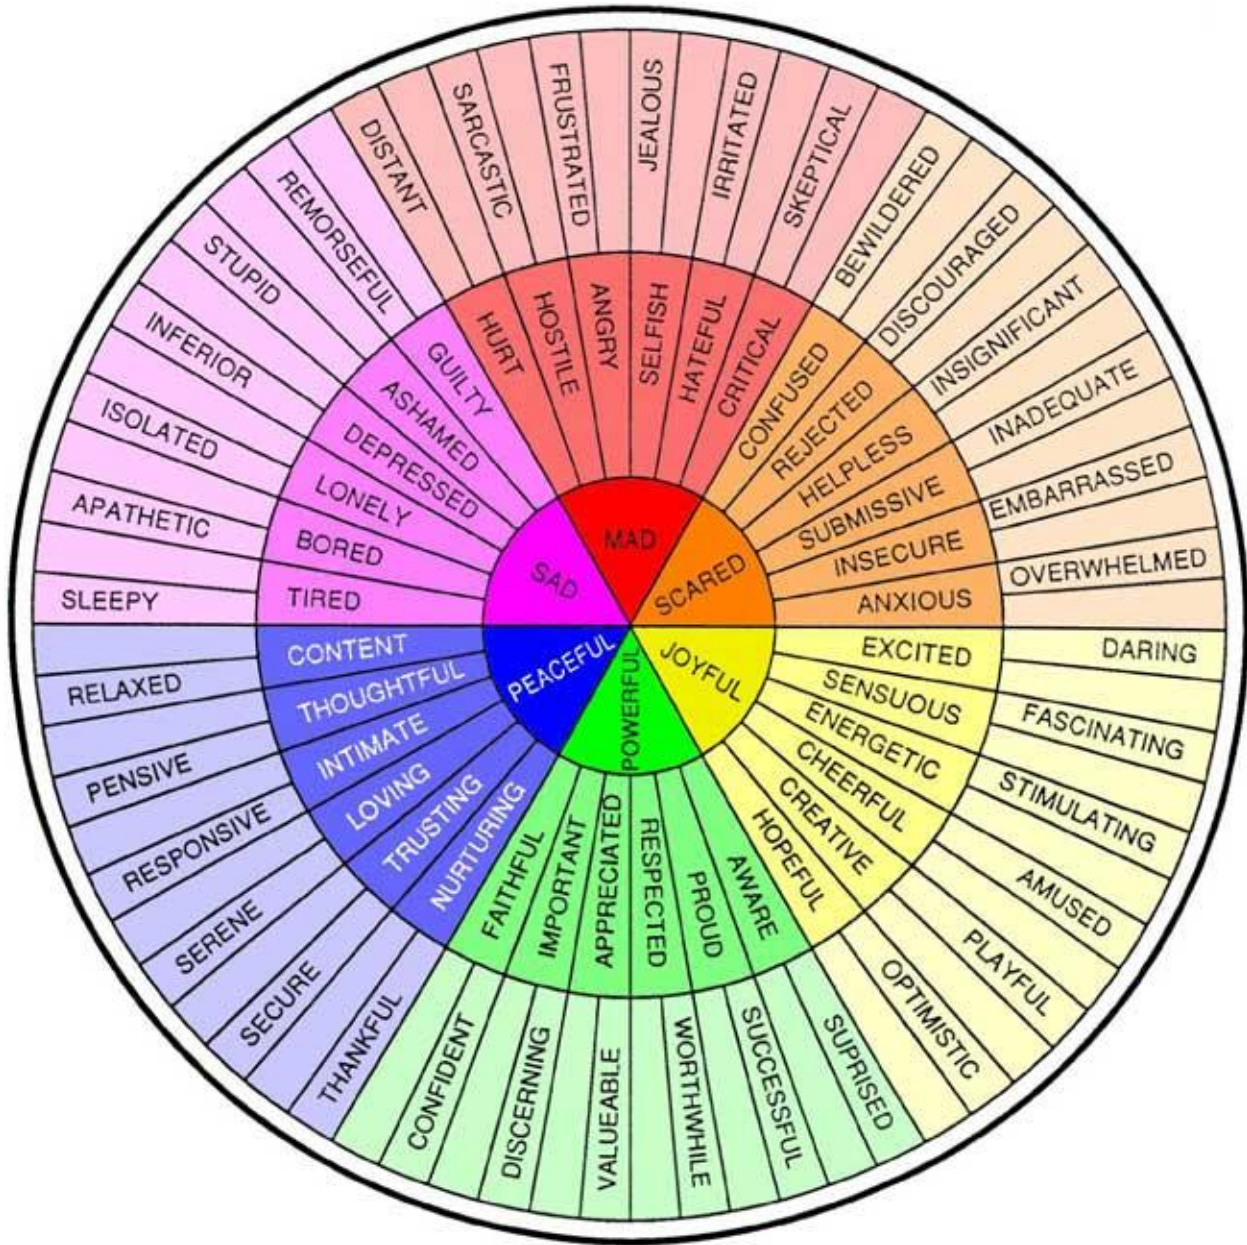 MAD
SCARED
JOYFUL
POWERFUL
PEACEFUL
SAD
HURT
HOSTILE
ANGRY
SELFISH
HATEFUL
CRITICAL
CONFUSED
REJECTED
HELPLESS
SUBMISSIVE
INSECURE
ANXIOUS
EXCITED
SENSUOUS
ENERGETIC
CHEERFUL
CREATIVE
HOPEFUL
AWARE
PROUD
RESPECTED
APPRECIATED
IMPORTANT
FAITHFUL
NURTURING
TRUSTING
LOVING
INTIMATE
THOUGHTFUL
CONTENT
TIRED
BORED
LONELY
DEPRESSED
ASHAMED
GUILTY
DISTANT
SARCASTIC
FRUSTRATED
JEALOUS
IRRITATED
SKEPTICAL
BEWILDERED
DISCOURAGED
INSIGNIFICANT
INADEQUATE
EMBARRASSED
OVERWHELMED
DARING
FASCINATING
STIMULATING
AMUSED
PLAYFUL
OPTIMISTIC
SUPRISED
SUCCESSFUL
WORTHWHILE
VALUEABLE
DISCERNING
CONFIDENT
THANKFUL
SECURE
SERENE
RESPONSIVE
PENSIVE
RELAXED
SLEEPY
APATHETIC
ISOLATED
INFERIOR
STUPID
REMORSEFUL